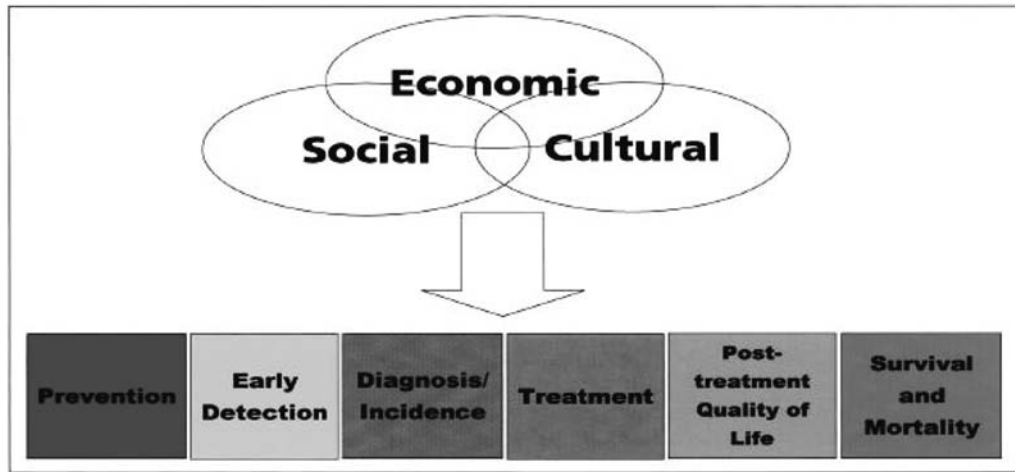 Economic
Social
Cultural
Prevention
Early
Detection
Diagnosis/
Incidence
Treatment
Post-
treatment
Quality of
Life
Survival
and
Mortality